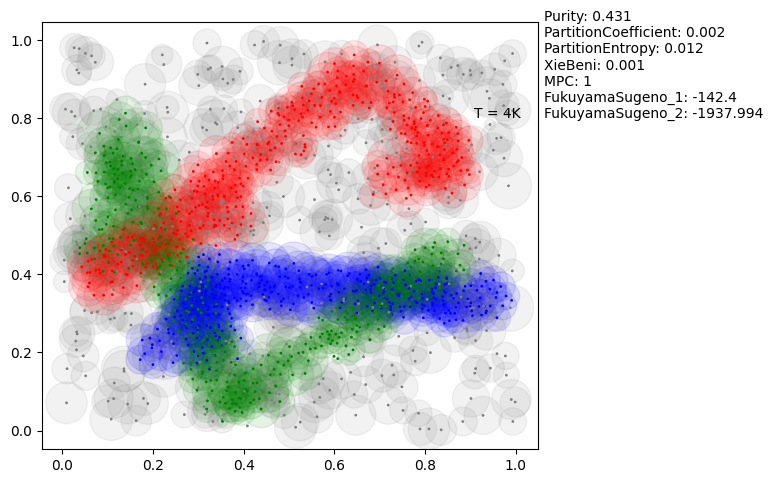 Purity: 0.431
PartitionCoefficient: 0.002
PartitionEntropy: 0.012
XieBeni: 0.001
MPC: 1
FukuyamaSugeno_1: -142.4
FukuyamaSugeno_2: -1937.994
T = 4K
1.0
0.8
0.6
0.4
0.2
0.0
0.0 0.2 0.4 0.6 0.8 1.0